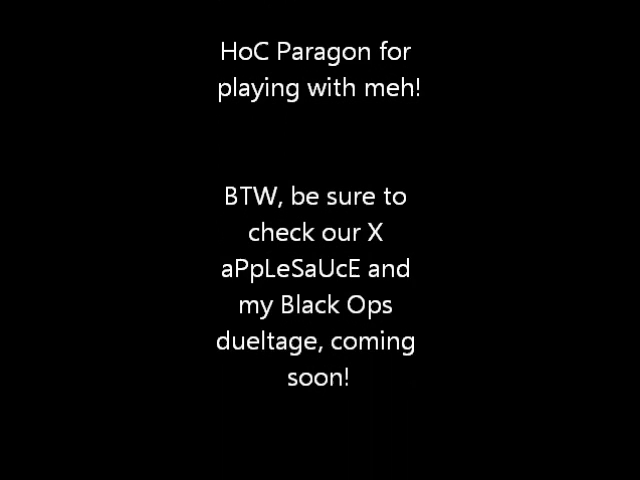 HoC Paragon for
playing with meh!
BTW, be sure to
check our X
aPpLeSaUcE and
my Black Ops
dueltage, coming
soon!